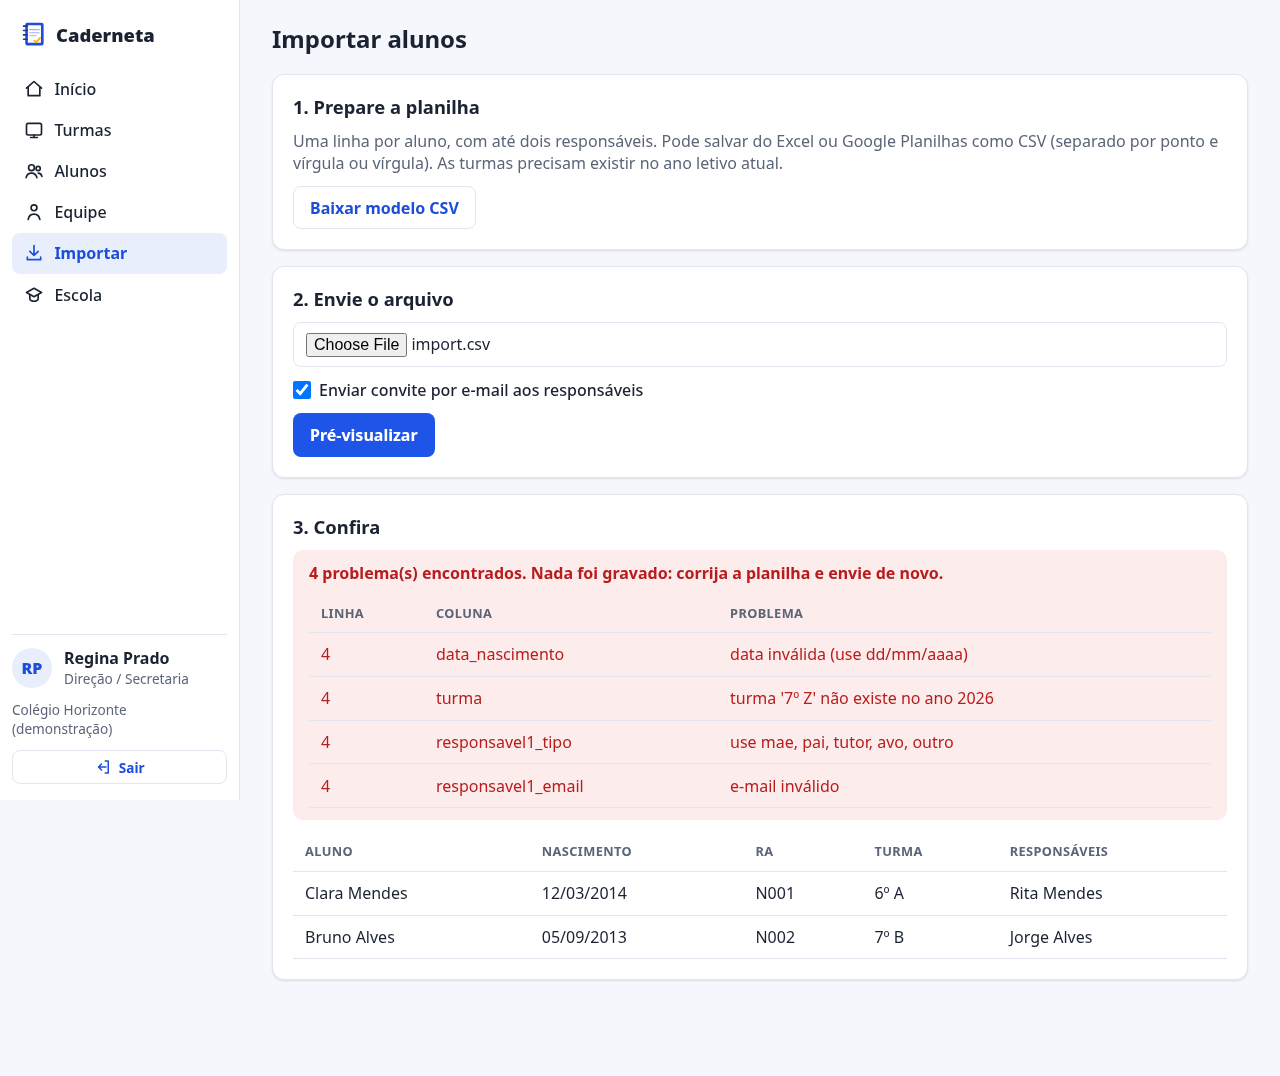 Caderneta
Início
Turmas
Alunos
Equipe
Importar
Escola
Regina Prado
RP
Direção / Secretaria
Colégio Horizonte
(demonstração)
Sair
Importar alunos
1. Prepare a planilha
Uma linha por aluno, com até dois responsáveis. Pode salvar do Excel ou Google Planilhas como CSV (separado por ponto e
vírgula ou vírgula). As turmas precisam existir no ano letivo atual.
Baixar modelo CSV
2. Envie o arquivo
Choose File import.csv
Enviar convite por e-mail aos responsáveis
Pré-visualizar
3. Confira
4 problema(s) encontrados. Nada foi gravado: corrija a planilha e envie de novo.
LINHA COLUNA PROBLEMA
4 data_nascimento data inválida (use dd/mm/aaaa)
4 turma turma '7º Z' não existe no ano 2026
4 responsavel1_tipo use mae, pai, tutor, avo, outro
4 responsavel1_email e-mail inválido
ALUNO NASCIMENTO RA TURMA RESPONSÁVEIS
Clara Mendes 12/03/2014 N001 6º A Rita Mendes
Bruno Alves 05/09/2013 N002 7º B Jorge Alves